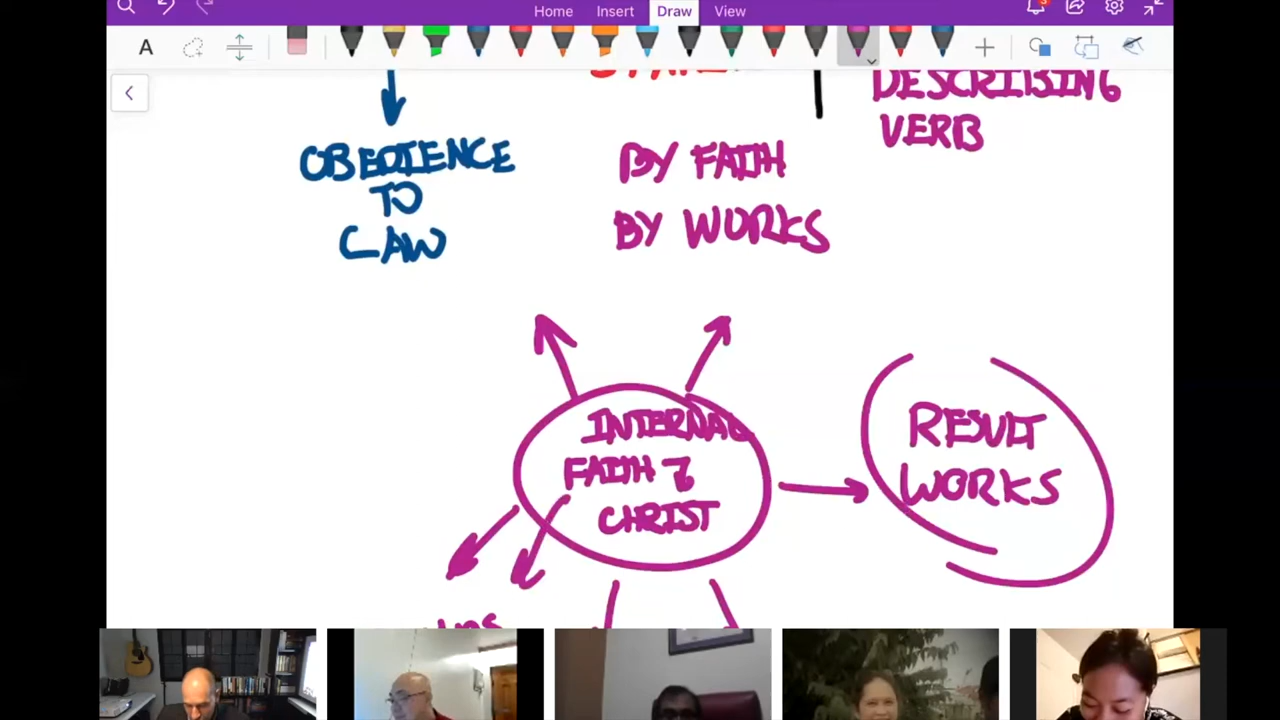 Home Insert Draw View
A
DESCRIBING
VERB
OBEDIENCE
TO
LAW
BY FAITH
BY WORKS
INTERNAL
FAITH &
CHRIST
RESULT
WORKS